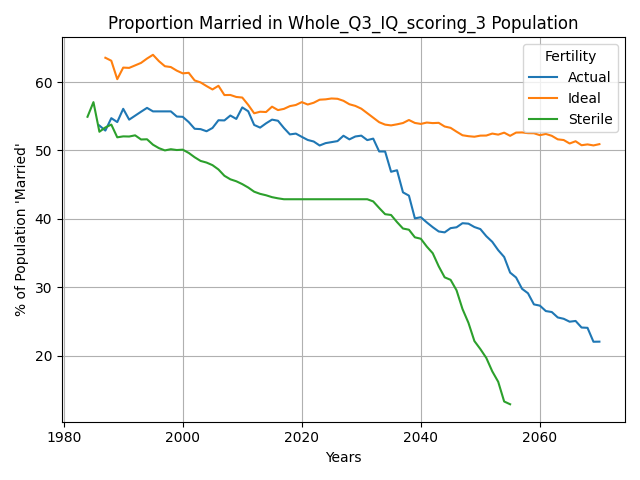 Proportion Married in Whole_Q3_IQ_scoring_3 Population
Fertility
Actual
Ideal
Sterile
% of Population 'Married'
60
50
40
30
20
1980
2000
2020
2040
2060
Years